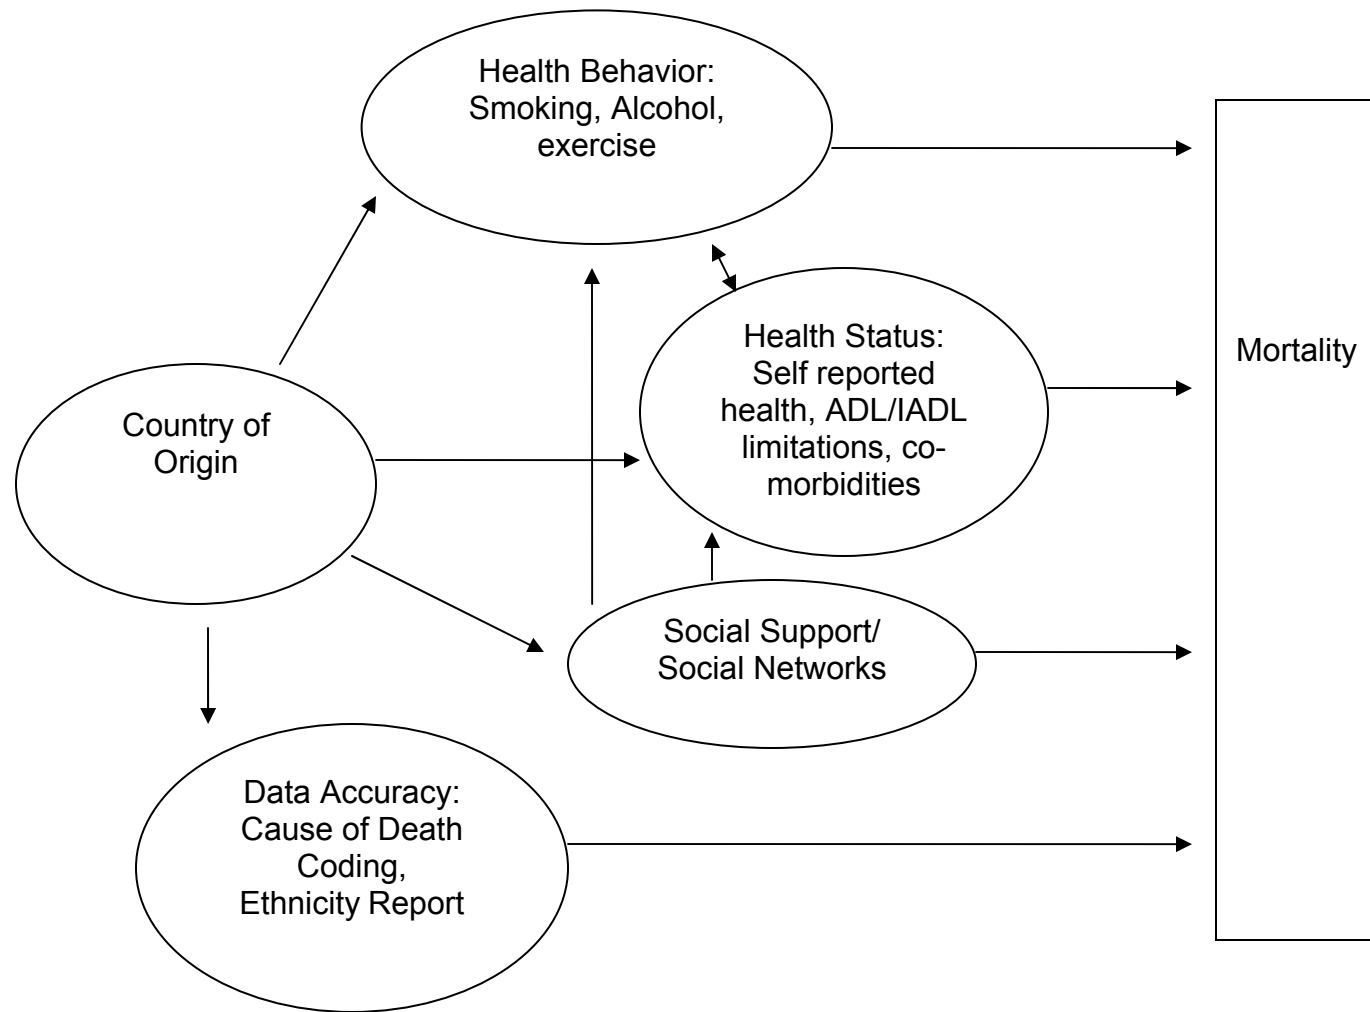 Health Behavior:
Smoking, Alcohol,
exercise
Health Status:
Self reported
health, ADL/IADL
limitations, co-
morbidities
Mortality
Country of
Origin
Social Support/
Social Networks
Data Accuracy:
Cause of Death
Coding,
Ethnicity Report